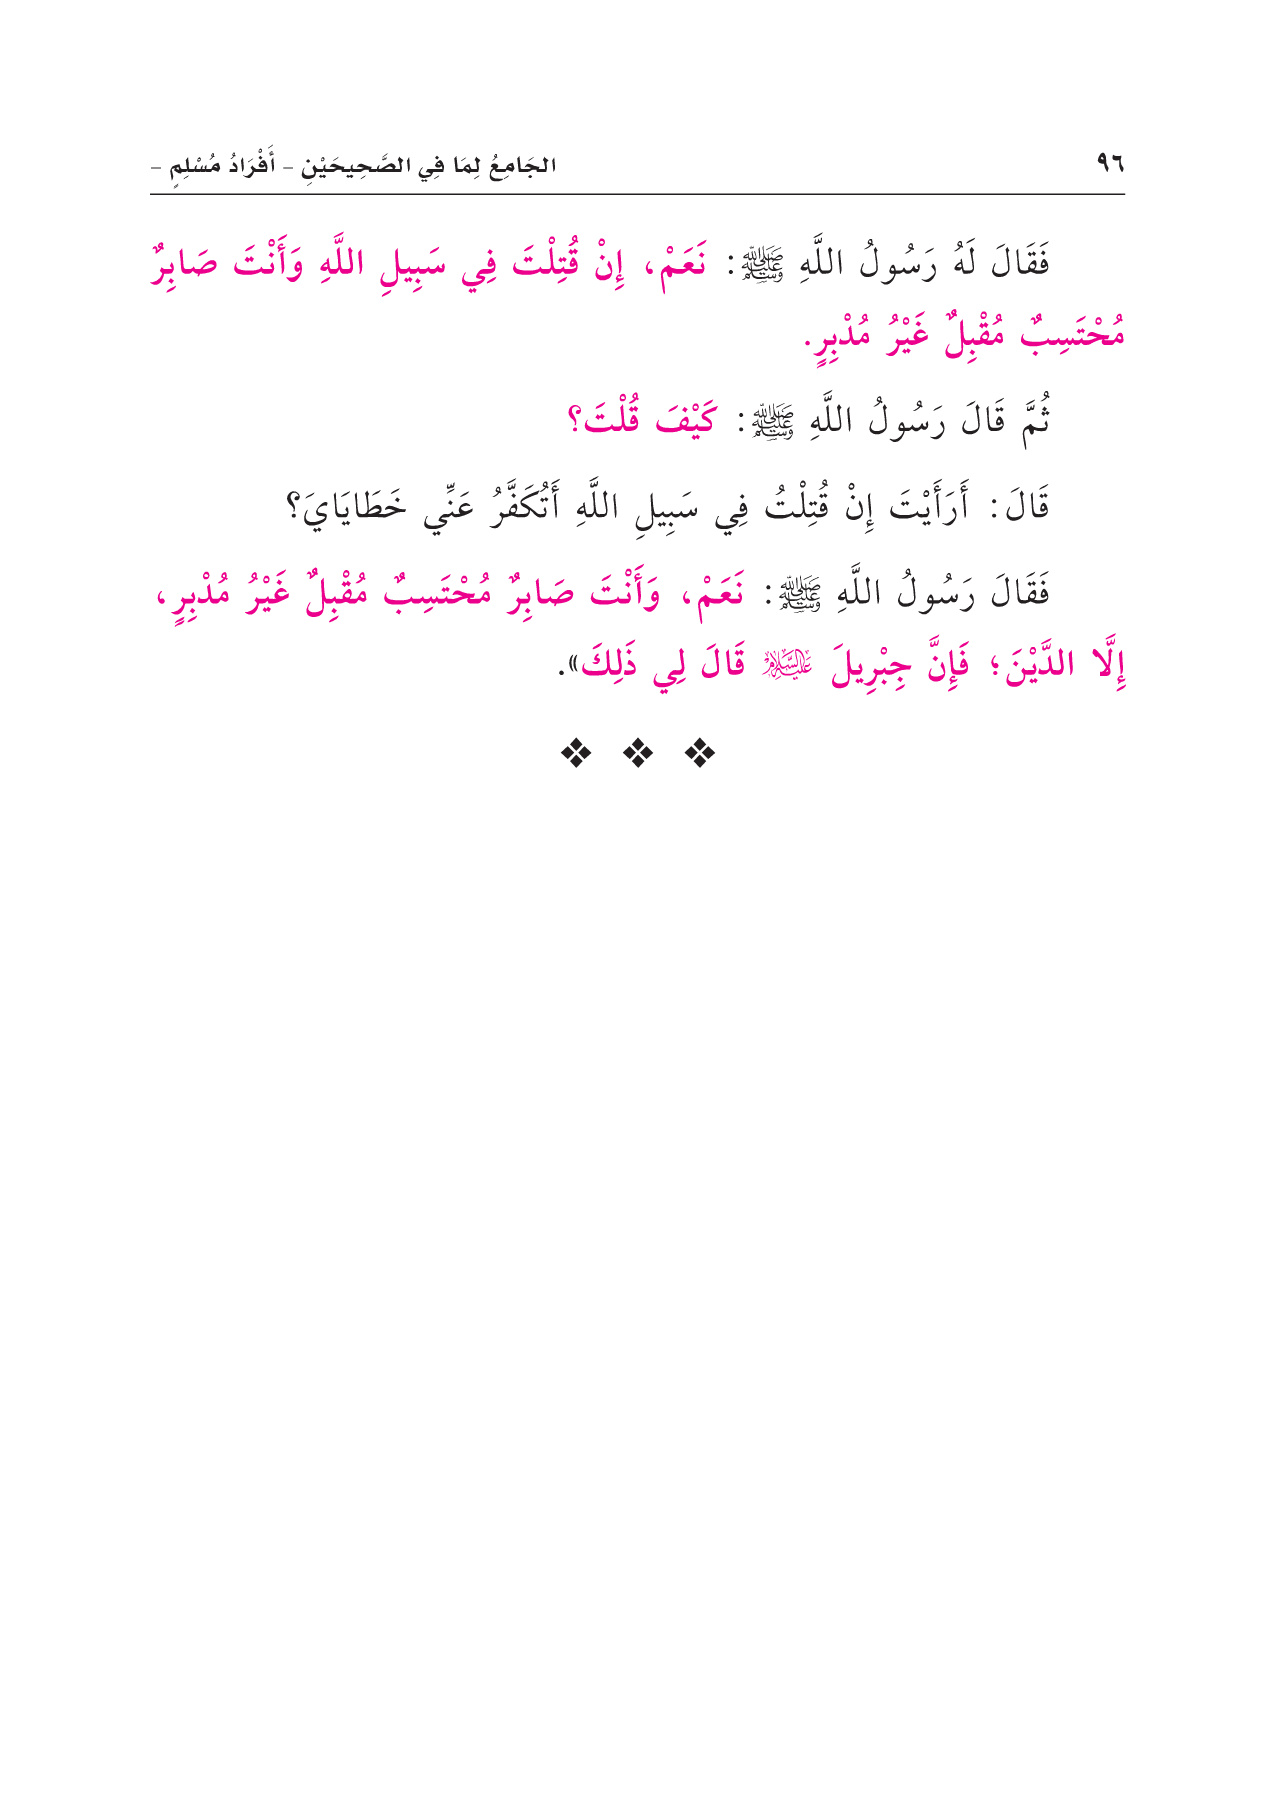 ٩٦
الجَامِعُ لِمَا فِي الصَّحِيحَيْنِ - أَفْرَادُ مُسْلِمٍ -
فَقَالَ لَهُ رَسُولُ اللَّهِ ﷺ: نَعَمْ، إِنْ قُتِلْتَ فِي سَبِيلِ اللَّهِ وَأَنْتَ صَابِرٌ
مُحْتَسِبٌ مُقْبِلٌ غَيْرُ مُدْبِرٍ.
ثُمَّ قَالَ رَسُولُ اللَّهِ ﷺ: كَيْفَ قُلْتَ؟
قَالَ: أَرَأَيْتَ إِنْ قُتِلْتُ فِي سَبِيلِ اللَّهِ أَتُكَفَّرُ عَنِّي خَطَايَايَ؟
فَقَالَ رَسُولُ اللَّهِ ﷺ: نَعَمْ، وَأَنْتَ صَابِرٌ مُحْتَسِبٌ مُقْبِلٌ غَيْرُ مُدْبِرٍ،
إِلَّا الدَّيْنَ؛ فَإِنَّ جِبْرِيلَ عَلَيْهِ السَّلَامُ قَالَ لِي ذَلِكَ».